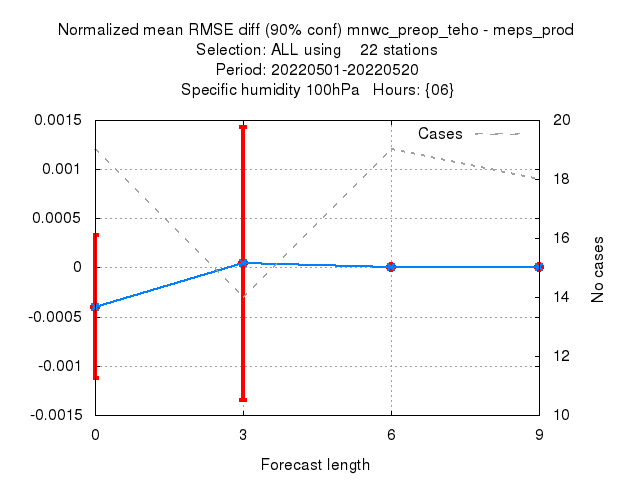 Normalized mean RMSE diff (90% conf) mnwc_preop_teho - meps_prod
Selection: ALL using    22 stations
Period: 20220501-20220520
Specific humidity 100hPa   Hours: {06}
Cases
0.0015
0.001
0.0005
0
-0.0005
-0.001
-0.0015
20
18
16
14
12
10
No cases
0 3 6 9
Forecast length